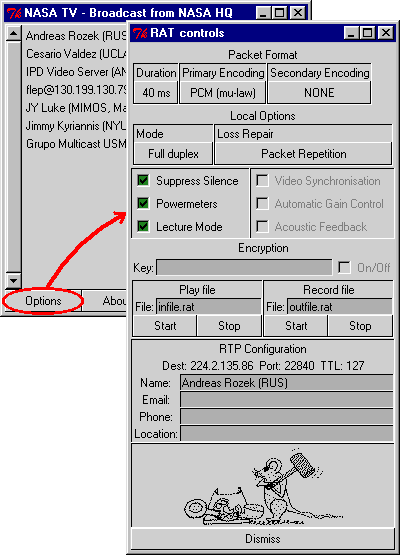 NASA TV - Broadcast from NASA HQ
Andreas Rozek (RUS)
Cesario Valdez (UCLA
IPD Video Server (AN
flep@130.199.130.79
JY Luke (MIMOS, Ma
Jimmy Kyriannis (NYU
Grupo Multicast USM
Options
Abou
RAT controls
Packet Format
Duration Primary Encoding Secondary Encoding
40 ms PCM (mu-law) NONE
Local Options
Mode Loss Repair
Full duplex Packet Repetition
Suppress Silence Video Synchronisation
Powermeters Automatic Gain Control
Lecture Mode Acoustic Feedback
Encryption
Key: On/Off
Play file Record file
File: infile.rat File: outfile.rat
Start Stop Start Stop
RTP Configuration
Dest: 224.2.135.86 Port: 22840 TTL: 127
Name: Andreas Rozek (RUS)
Email:
Phone:
Location:
Dismiss